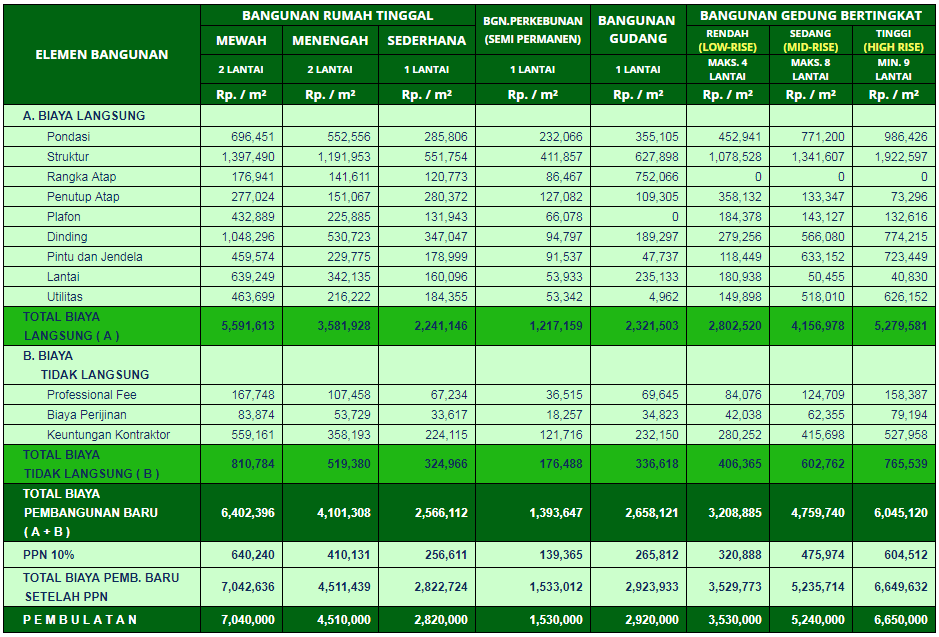 ELEMEN BANGUNAN
BANGUNAN RUMAH TINGGAL
BGN.PERKEBUNAN
(SEMI PERMANEN)
BANGUNAN
GUDANG
BANGUNAN GEDUNG BERTINGKAT
MEWAH MENENGAH SEDERHANA
RENDAH
(LOW-RISE)
SEDANG
(MID-RISE)
TINGGI
(HIGH RISE)
2 LANTAI 2 LANTAI 1 LANTAI 1 LANTAI 1 LANTAI
MAKS. 4
LANTAI
MAKS. 8
LANTAI
MIN. 9
LANTAI
Rp. / m² Rp. / m² Rp. / m² Rp. / m² Rp. / m² Rp. / m² Rp. / m² Rp. / m²
A. BIAYA LANGSUNG
Pondasi 696,451 552,556 285,806 232,066 355,105 452,941 771,200 986,426
Struktur 1,397,490 1,191,953 551,754 411,857 627,898 1,078,528 1,341,607 1,922,597
Rangka Atap 176,941 141,611 120,773 86,467 752,066 0 0 0
Penutup Atap 277,024 151,067 280,372 127,082 109,305 358,132 133,347 73,296
Plafon 432,889 225,885 131,943 66,078 0 184,378 143,127 132,616
Dinding 1,048,296 530,723 347,047 94,797 189,297 279,256 566,080 774,215
Pintu dan Jendela 459,574 229,775 178,999 91,537 47,737 118,449 633,152 723,449
Lantai 639,249 342,135 160,096 53,933 235,133 180,938 50,455 40,830
Utilitas 463,699 216,222 184,355 53,342 4,962 149,898 518,010 626,152
TOTAL BIAYA
LANGSUNG ( A ) 5,591,613 3,581,928 2,241,146 1,217,159 2,321,503 2,802,520 4,156,978 5,279,581
B. BIAYA
TIDAK LANGSUNG
Professional Fee 167,748 107,458 67,234 36,515 69,645 84,076 124,709 158,387
Biaya Perijinan 83,874 53,729 33,617 18,257 34,823 42,038 62,355 79,194
Keuntungan Kontraktor 559,161 358,193 224,115 121,716 232,150 280,252 415,698 527,958
TOTAL BIAYA
TIDAK LANGSUNG ( B ) 810,784 519,380 324,966 176,488 336,618 406,365 602,762 765,539
TOTAL BIAYA
PEMBANGUNAN BARU 6,402,396 4,101,308 2,566,112 1,393,647 2,658,121 3,208,885 4,759,740 6,045,120
( A + B )
PPN 10% 640,240 410,131 256,611 139,365 265,812 320,888 475,974 604,512
TOTAL BIAYA PEMB. BARU
SETELAH PPN 7,042,636 4,511,439 2,822,724 1,533,012 2,923,933 3,529,773 5,235,714 6,649,632
P E M B U L A T A N 7,040,000 4,510,000 2,820,000 1,530,000 2,920,000 3,530,000 5,240,000 6,650,000